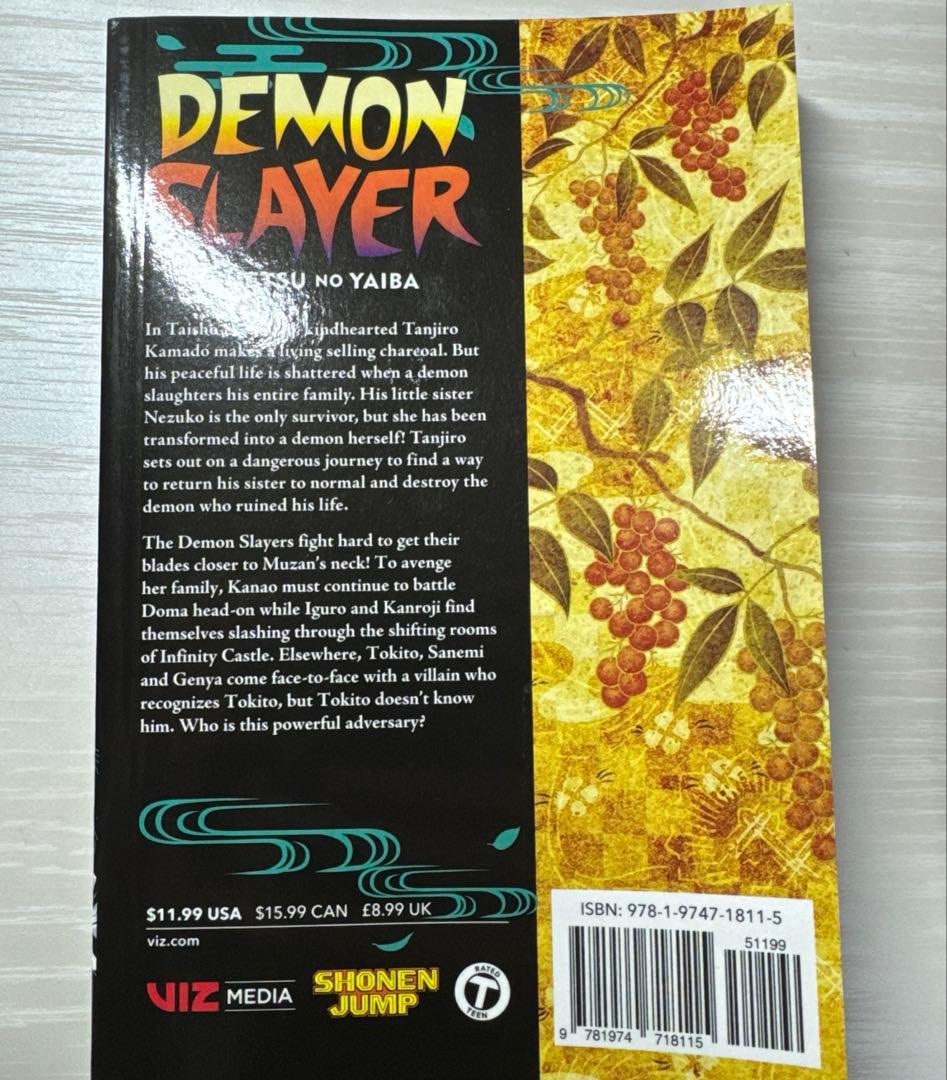 DEMON
SLAYER
NO YAIBA
In kindhearted Tanjiro
Kamado makes a living selling charcoal. But
his peaceful life is shattered when a demon
slaughters his entire family. His little sister
Nezuko is the only survivor, but she has been
transformed into a demon herself! Tanjiro
sets out on a dangerous journey to find a way
to return his sister to normal and destroy the
demon who ruined his life.
The Demon Slayers fight hard to get their
blades closer to Muzan's neck! To avenge
her family, Kanao must continue to battle
Doma head-on while Iguro and Kanroji find
themselves slashing through the shifting rooms
of Infinity Castle. Elsewhere, Tokito, Sanemi
and Genya come face-to-face with a villain who
recognizes Tokito, but Tokito doesn't know
him. Who is this powerful adversary?
$11.99 USA $15.99 CAN £8.99 UK
viz.com
VIZ MEDIA
SHONEN
JUMP
RATED
T
TEEN
ISBN: 978-1-9747-1811-5
51199
9 781974 718115